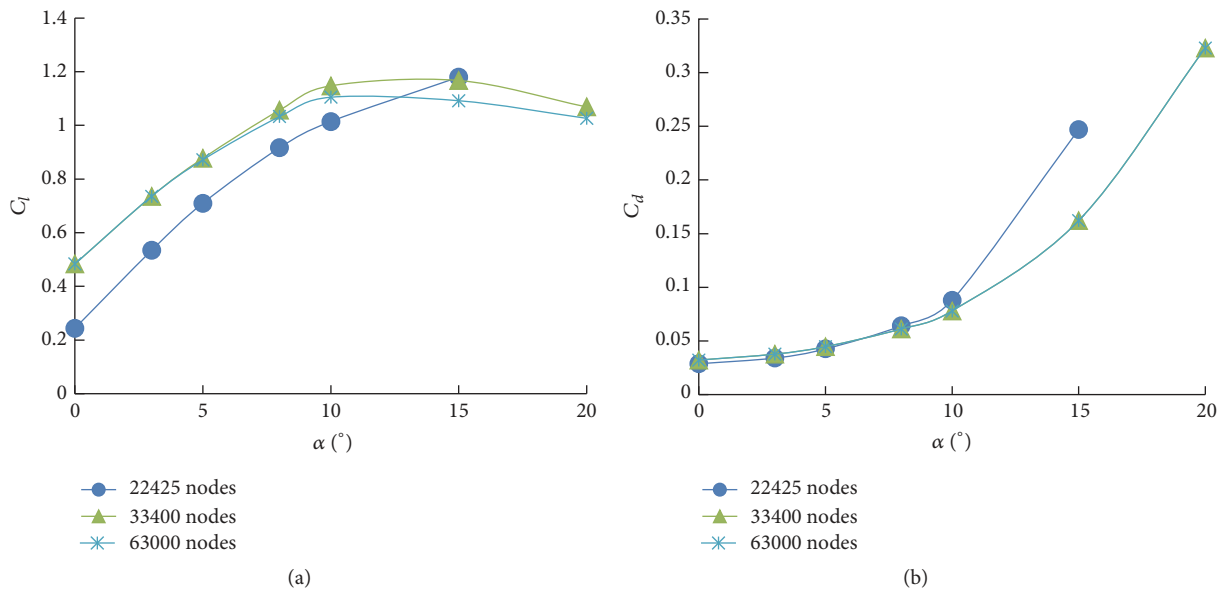 1.4
1.2
1
0.8
0.6
0.4
0.2
0
C_l
0 5 10 15 20
α (°)
22425 nodes
33400 nodes
63000 nodes
(a)
0.35
0.3
0.25
0.2
0.15
0.1
0.05
0
C_d
0 5 10 15 20
α (°)
22425 nodes
33400 nodes
63000 nodes
(b)